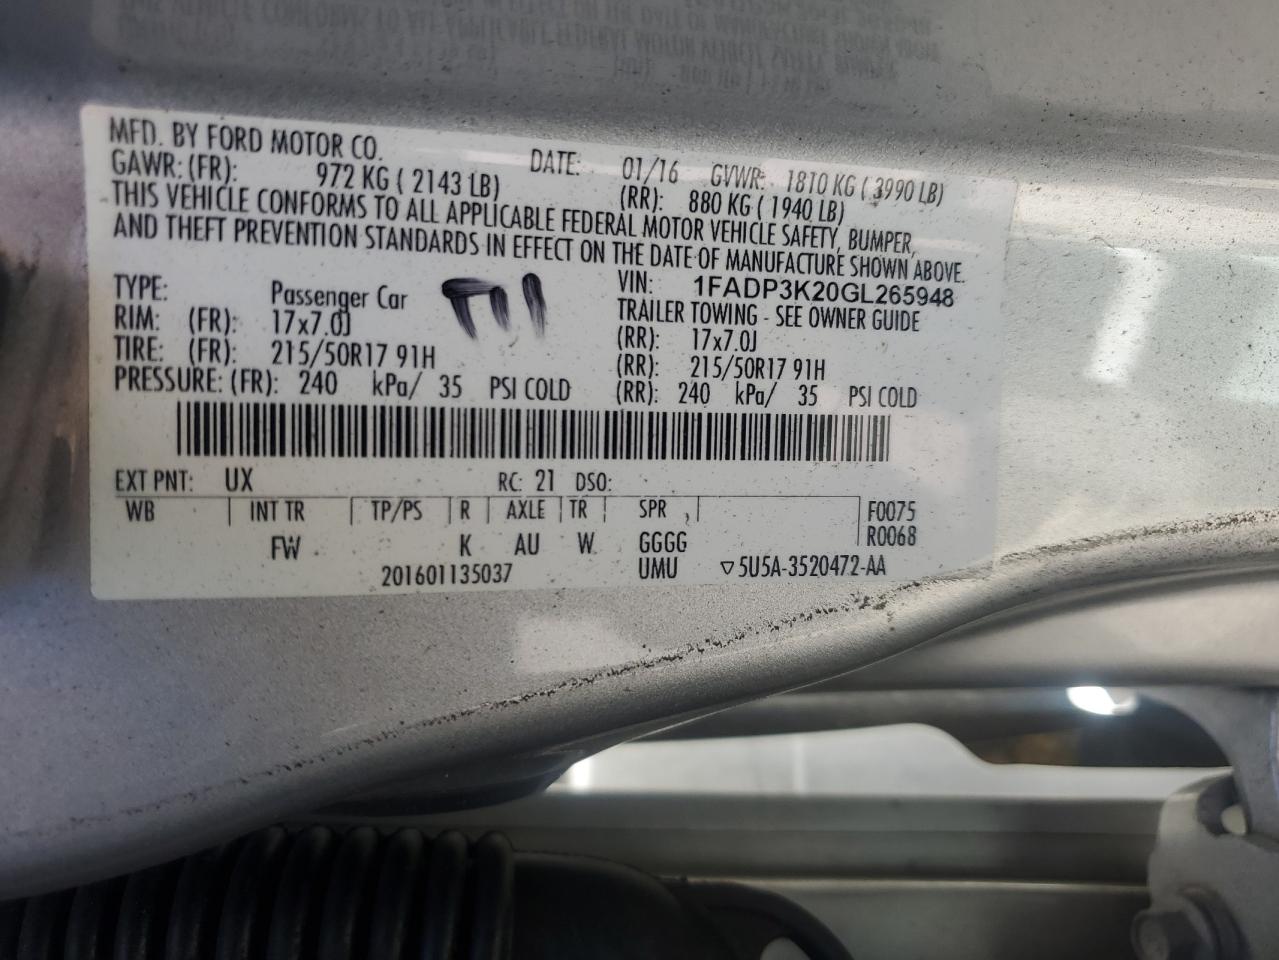 MFD. BY FORD MOTOR CO. DATE: 01/16 GVWR: 1810 KG ( 3990 LB)
GAWR: (FR): 972 KG ( 2143 LB) (RR): 880 KG ( 1940 LB)
THIS VEHICLE CONFORMS TO ALL APPLICABLE FEDERAL MOTOR VEHICLE SAFETY, BUMPER,
AND THEFT PREVENTION STANDARDS IN EFFECT ON THE DATE OF MANUFACTURE SHOWN ABOVE.
TYPE: Passenger Car VIN: 1FADP3K20GL265948
TRAILER TOWING - SEE OWNER GUIDE
RIM: (FR): 17x7.0J (RR): 17x7.0J
TIRE: (FR): 215/50R17 91H (RR): 215/50R17 91H
PRESSURE: (FR): 240 kPa/ 35 PSI COLD (RR): 240 kPa/ 35 PSI COLD
EXT PNT: UX RC: 21 DSO:
WB INT TR TP/PS R AXLE TR SPR F0075
R0068
FW K AU W GGGG
201601135037 UMU ▽5U5A-3520472-AA